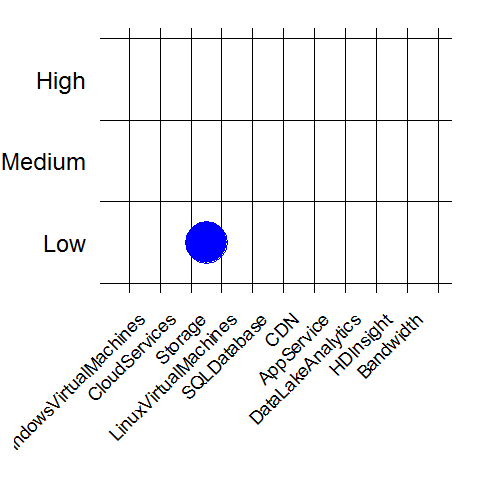 High
Medium
Low
ndowsVirtualMachines
CloudServices
Storage
LinuxVirtualMachines
SQLDatabase
CDN
AppService
DataLakeAnalytics
HDInsight
Bandwidth